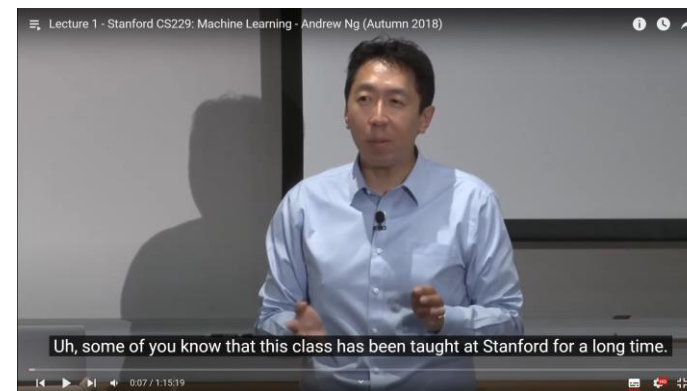 Lecture 1 - Stanford CS229: Machine Learning - Andrew Ng (Autumn 2018)
Uh, some of you know that this class has been taught at Stanford for a long time.
0:07 / 1:15:19